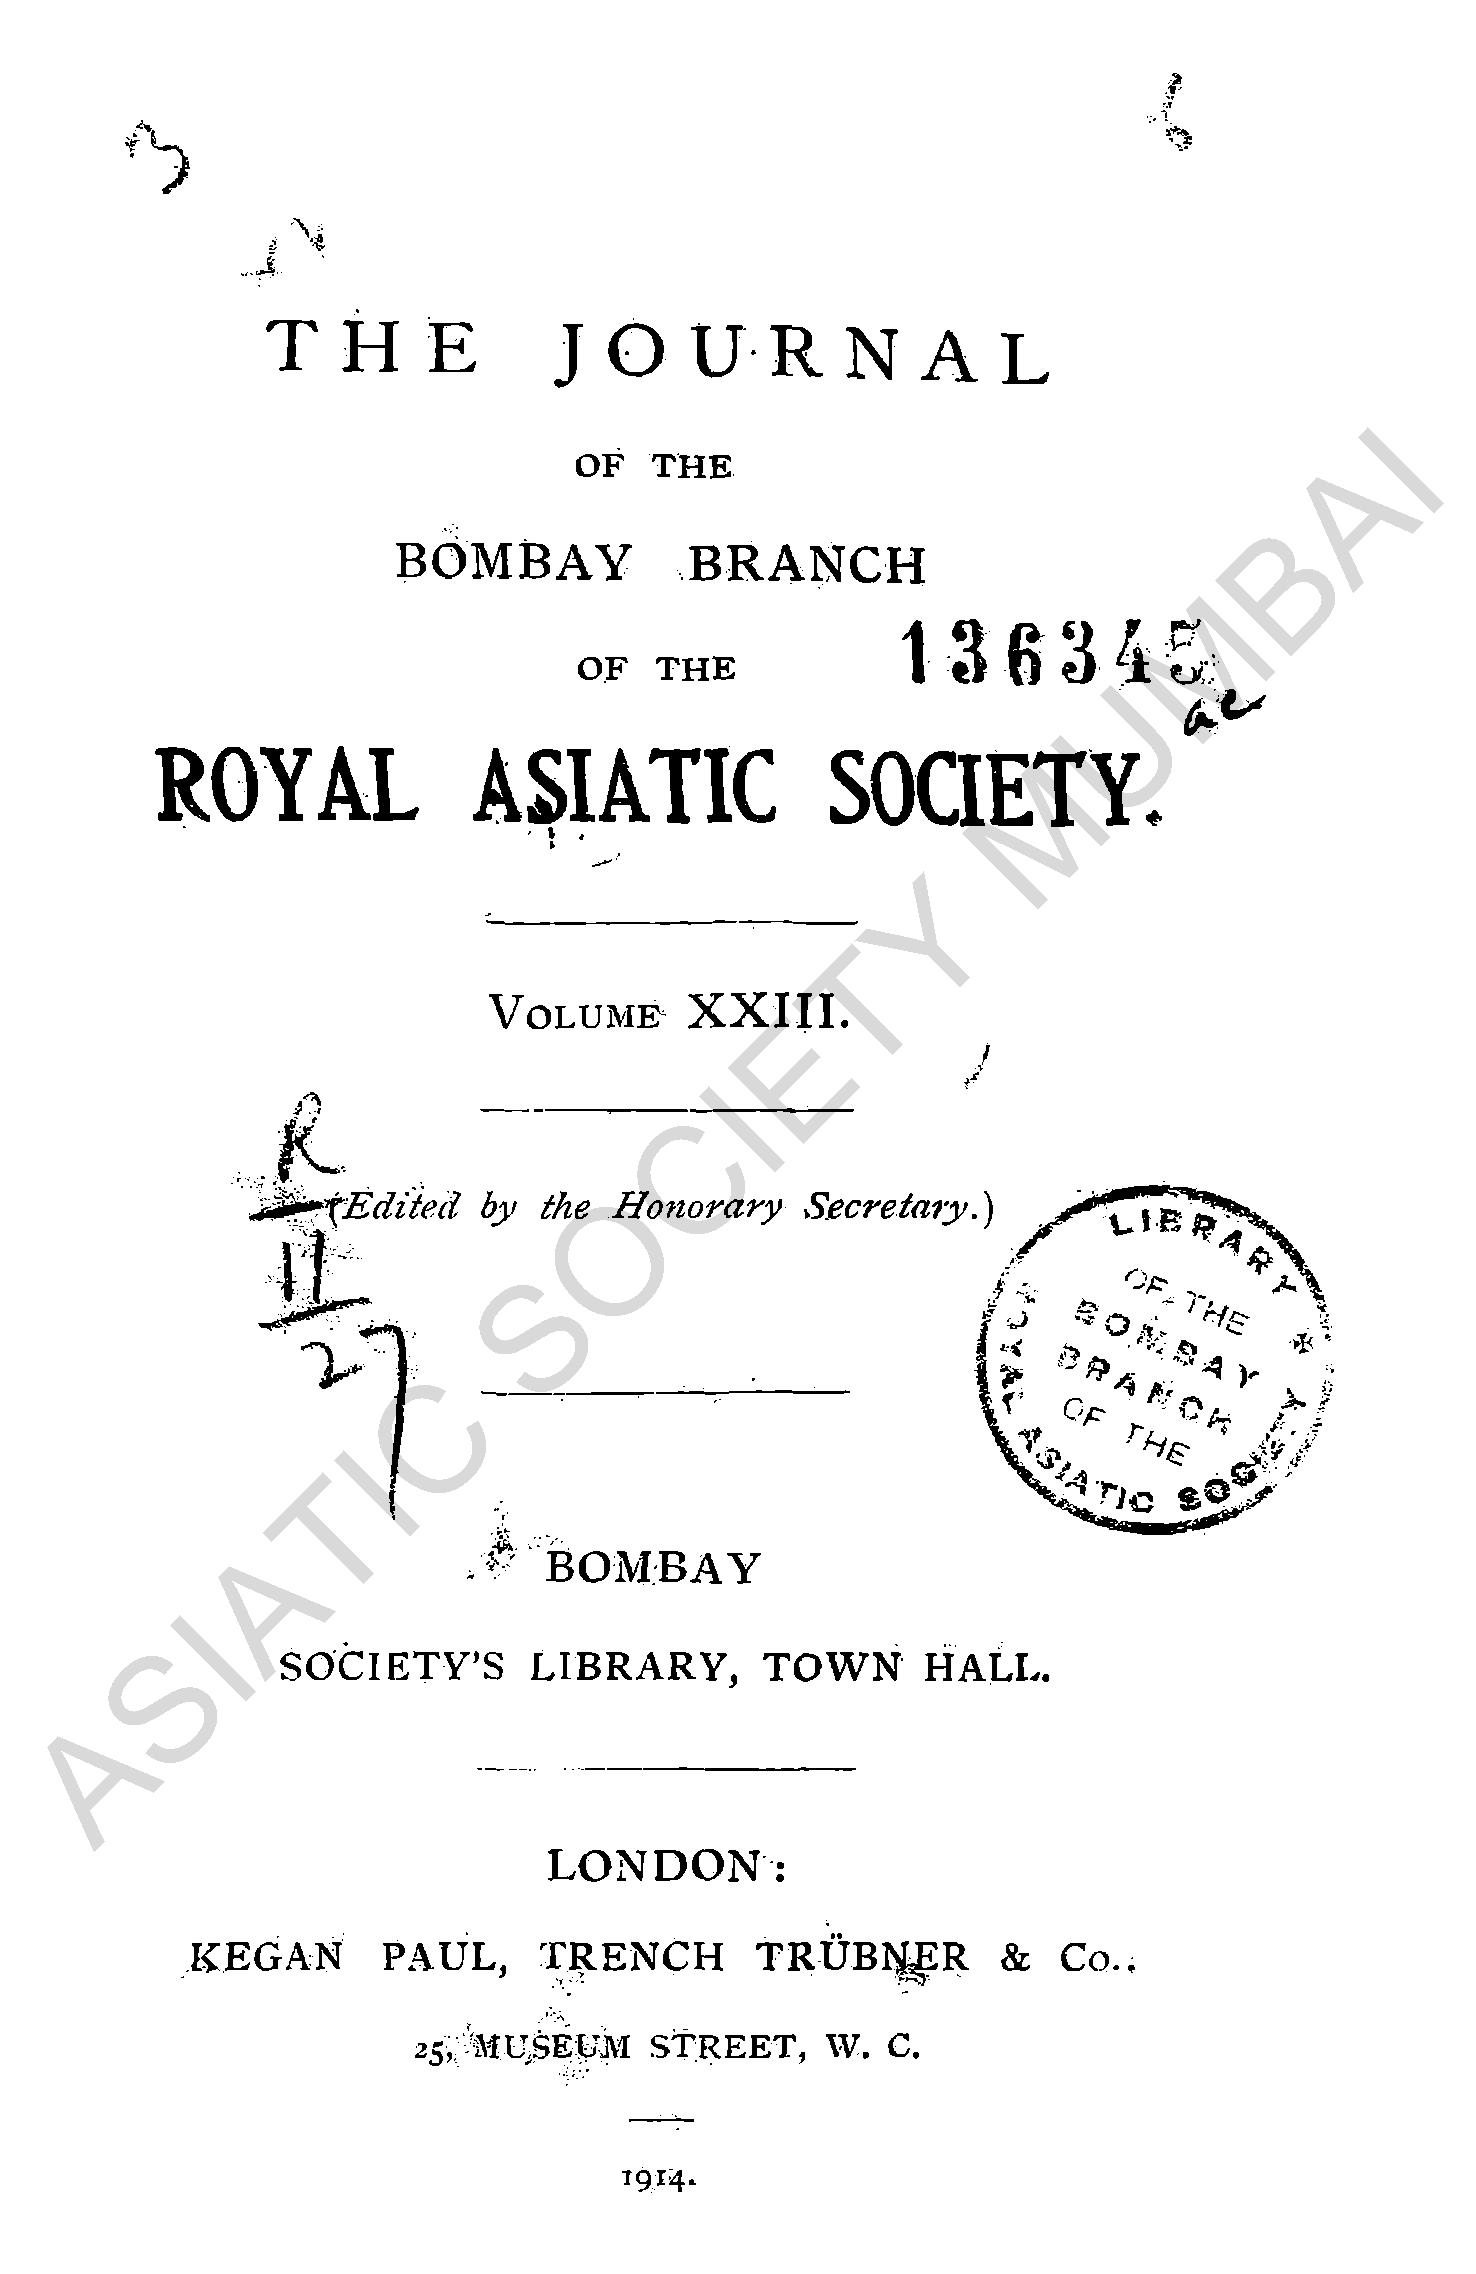 THE JOURNAL
OF THE
BOMBAY BRANCH
OF THE
136345
ROYAL ASIATIC SOCIETY.
VOLUME XXIII.
R
(Edited by the Honorary Secretary.)
11
27
LIBRARY
OF THE
BOMBAY
BRANCH
OF THE
ASIATIC SOCIETY
BOMBAY
SOCIETY'S LIBRARY, TOWN HALL.
LONDON:
KEGAN PAUL, TRENCH TRÜBNER & Co.,
25, MUSEUM STREET, W. C.
1914.
ASIATIC SOCIETY MUMBAI